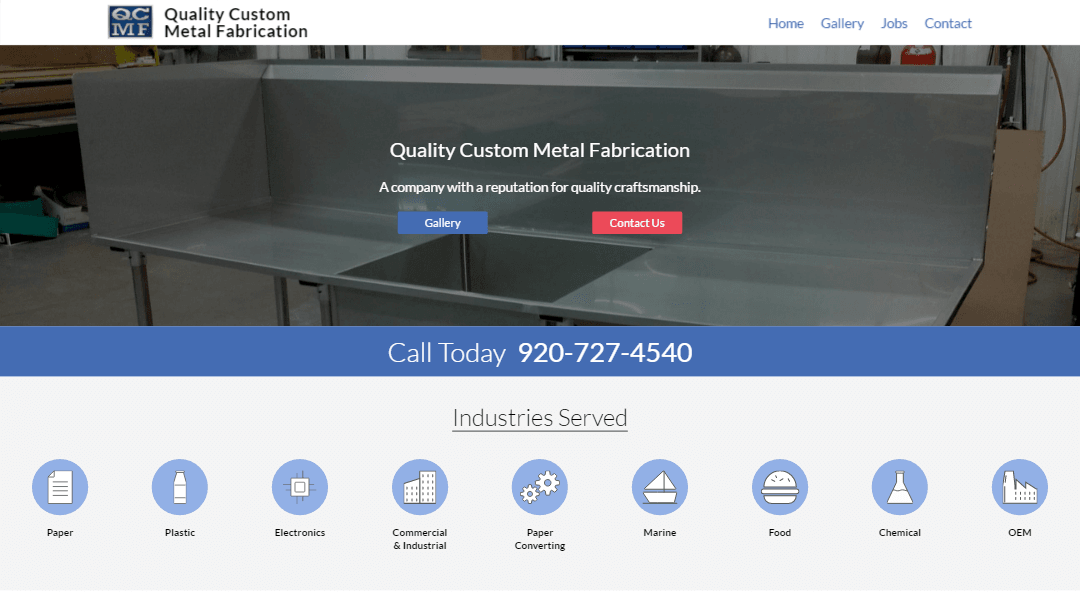 QC
MF
Quality Custom
Metal Fabrication
Home Gallery Jobs Contact
Quality Custom Metal Fabrication
A company with a reputation for quality craftsmanship.
Gallery Contact Us
Call Today 920-727-4540
Industries Served
Paper
Plastic
Electronics
Commercial
& Industrial
Paper
Converting
Marine
Food
Chemical
OEM